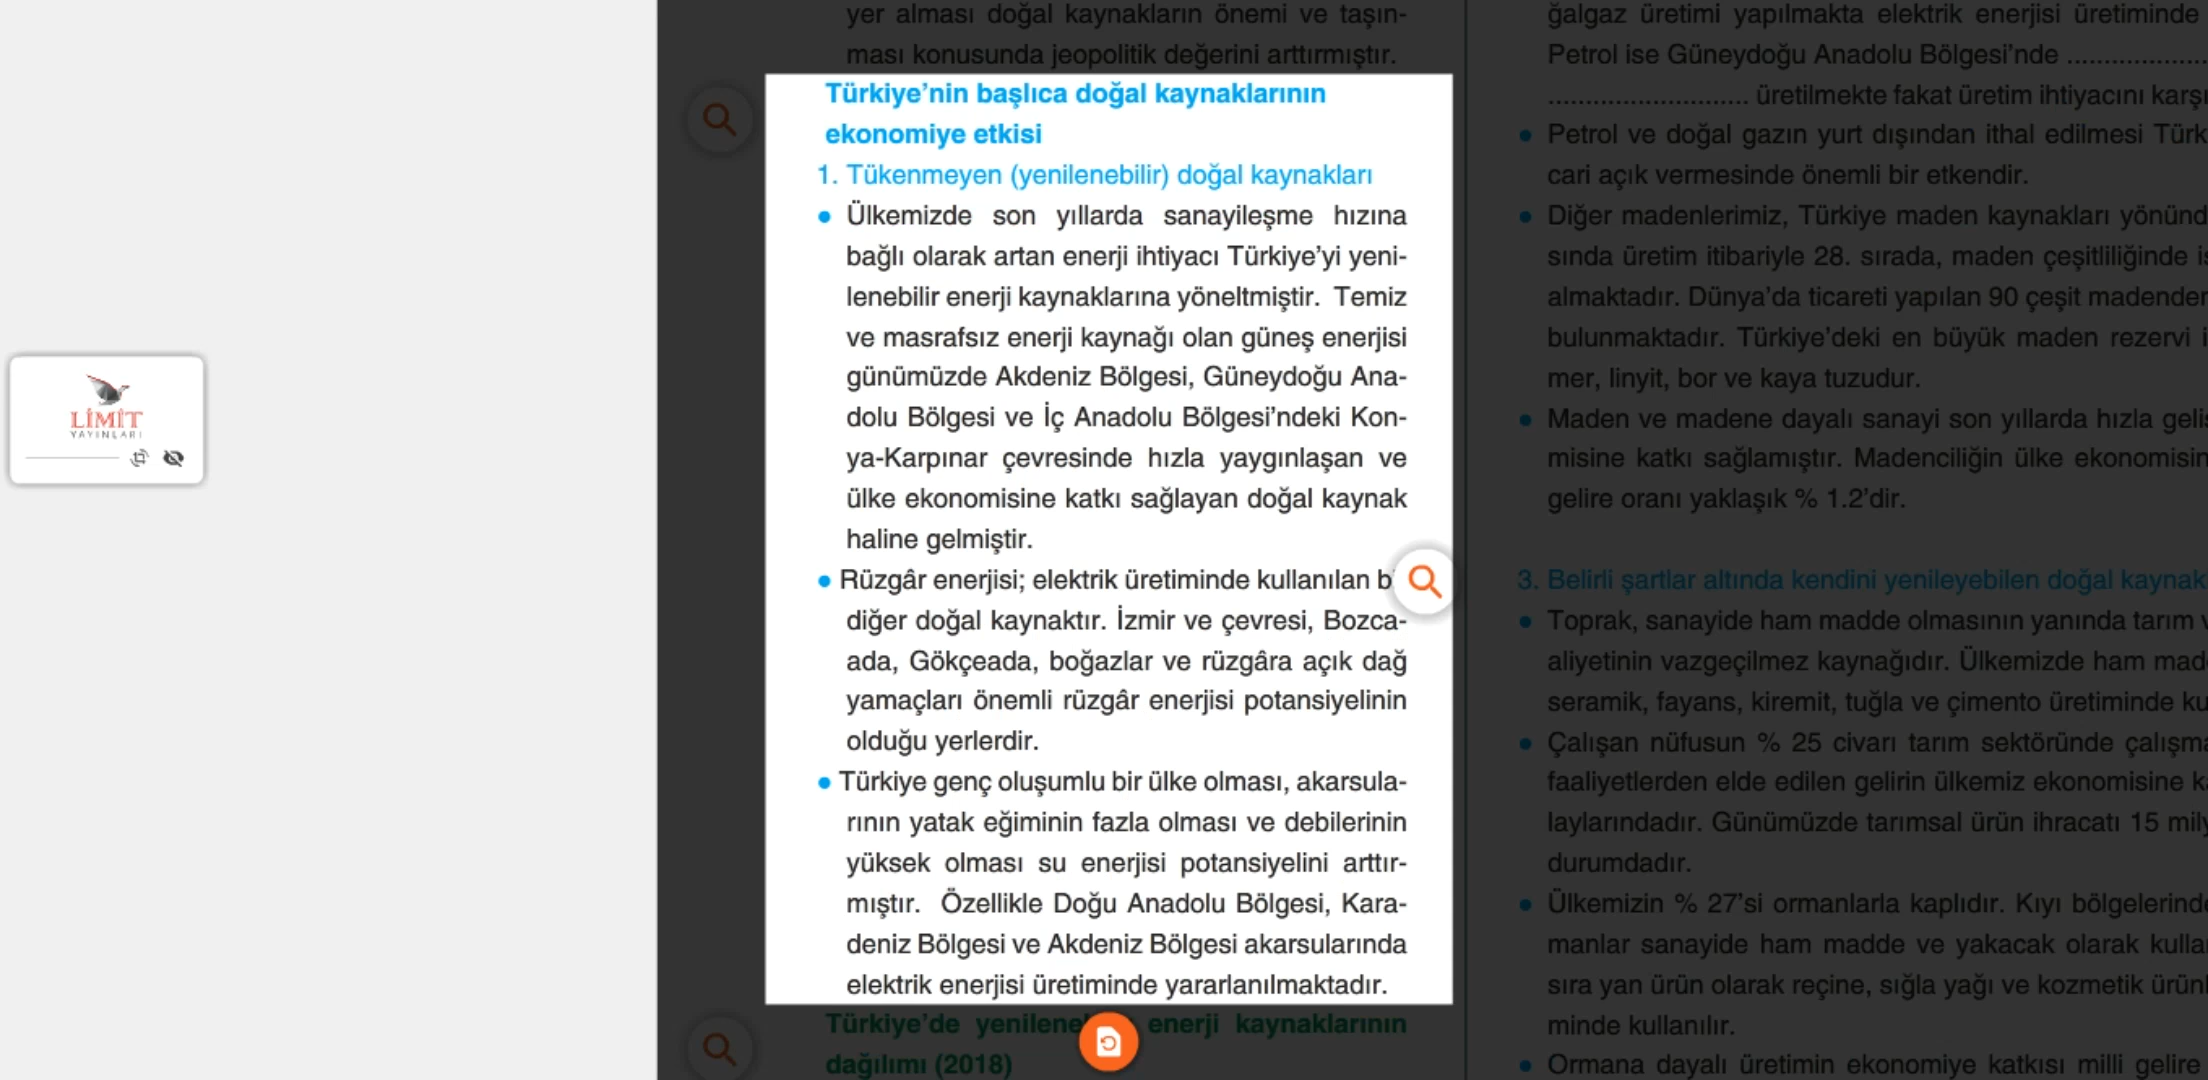 yer alması doğal kaynakların önemi ve taşın-
ması konusunda jeopolitik değerini arttırmıştır.
Türkiye’nin başlıca doğal kaynaklarının
ekonomiye etkisi
1. Tükenmeyen (yenilenebilir) doğal kaynakları
● Ülkemizde son yıllarda sanayileşme hızına
bağlı olarak artan enerji ihtiyacı Türkiye’yi yeni-
lenebilir enerji kaynaklarına yöneltmiştir. Temiz
ve masrafsız enerji kaynağı olan güneş enerjisi
günümüzde Akdeniz Bölgesi, Güneydoğu Ana-
dolu Bölgesi ve İç Anadolu Bölgesi’ndeki Kon-
ya-Karpınar çevresinde hızla yaygınlaşan ve
ülke ekonomisine katkı sağlayan doğal kaynak
haline gelmiştir.
● Rüzgâr enerjisi; elektrik üretiminde kullanılan
diğer doğal kaynaktır. İzmir ve çevresi, Bozca-
ada, Gökçeada, boğazlar ve rüzgâra açık dağ
yamaçları önemli rüzgâr enerjisi potansiyelinin
olduğu yerlerdir.
● Türkiye genç oluşumlu bir ülke olması, akarsula-
rının yatak eğiminin fazla olması ve debilerinin
yüksek olması su enerjisi potansiyelini arttır-
mıştır. Özellikle Doğu Anadolu Bölgesi, Kara-
deniz Bölgesi ve Akdeniz Bölgesi akarsularında
elektrik enerjisi üretiminde yararlanılmaktadır.
Türkiye’de enerji kaynaklarının
dağılımı (2018)
ğalgaz üretimi yapılmakta elektrik enerjisi üretiminde
Petrol ise Güneydoğu Anadolu Bölgesi’nde ..................
........................... üretilmekte fakat üretim ihtiyacını
● Petrol ve doğal gazın yurt dışından ithal edilmesi
cari açık vermesinde önemli bir etkendir.
● Diğer madenlerimiz, Türkiye maden kaynakları
sında üretim itibariyle 28. sırada, maden çeşitliliğinde
almaktadır. Dünya’da ticareti yapılan 90 çeşit
bulunmaktadır. Türkiye’deki en büyük maden rezervi
mer, linyit, bor ve kaya tuzudur.
● Maden ve madene dayalı sanayi son yıllarda hızla
misine katkı sağlamıştır. Madenciliğin ülke
gelire oranı yaklaşık % 1.2’dir.
3. Belirli şartlar altında kendini yenileyebilen doğal
● Toprak, sanayide ham madde olmasının yanında tarım
aliyetinin vazgeçilmez kaynağıdır. Ülkemizde ham
seramik, fayans, kiremit, tuğla ve çimento üretiminde
● Çalışan nüfusun % 25 civarı tarım sektöründe
faaliyetlerden elde edilen gelirin ülkemiz ekonomisine
laylarındadır. Günümüzde tarımsal ürün ihracatı 15
durumdadır.
● Ülkemizin % 27’si ormanlarla kaplıdır. Kıyı
manlar sanayide ham madde ve yakacak olarak
sıra yan ürün olarak reçine, sığla yağı ve kozmetik
minde kullanılır.
● Ormana dayalı üretimin ekonomiye katkısı milli gelire
LİMİT
YAYINLARI